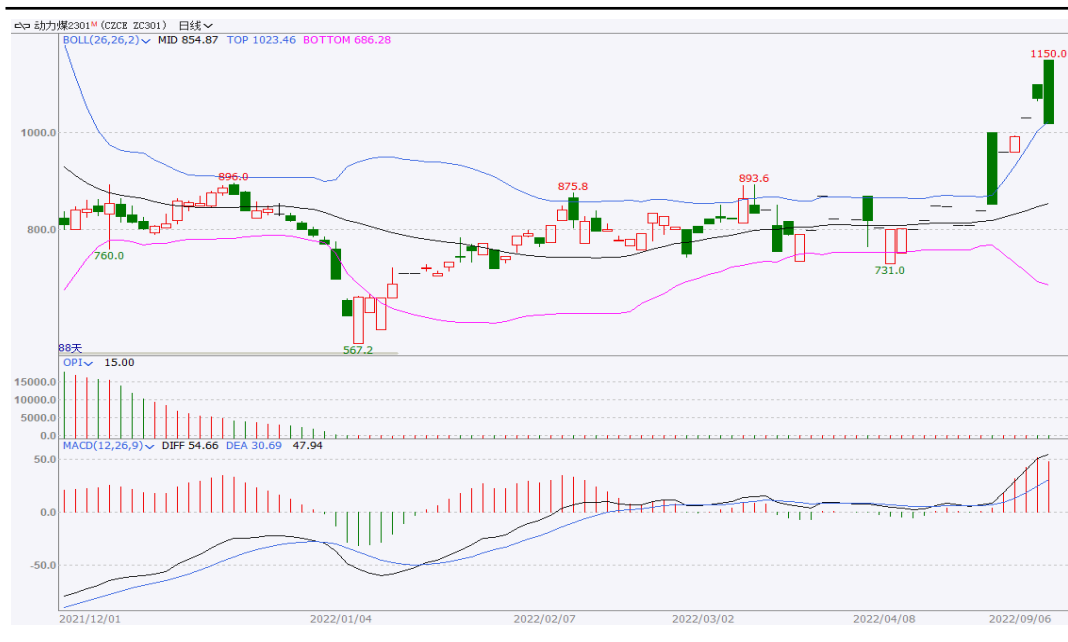 动力煤2301M (CZCE ZC301) 日线
BOLL(26,26,2) MID 854.87 TOP 1023.46 BOTTOM 686.28
1150.0
1000.0
896.0
875.8
893.6
800.0
760.0
731.0
567.2
88天
OPI 15.00
15000.0
10000.0
5000.0
0.0
MACD(12,26,9) DIFF 54.66 DEA 30.69 47.94
50.0
0.0
-50.0
2021/12/01 2022/01/04 2022/02/07 2022/03/02 2022/04/08 2022/09/06